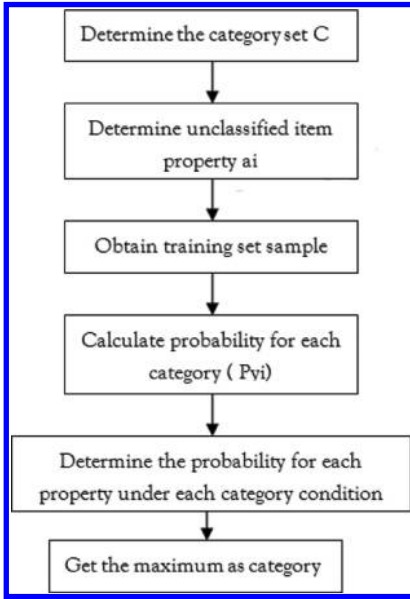 Determine the category set C
Determine unclassified item
property ai
Obtain training set sample
Calculate probability for each
category ( Pyi)
Determine the probability for each
property under each category condition
Get the maximum as category